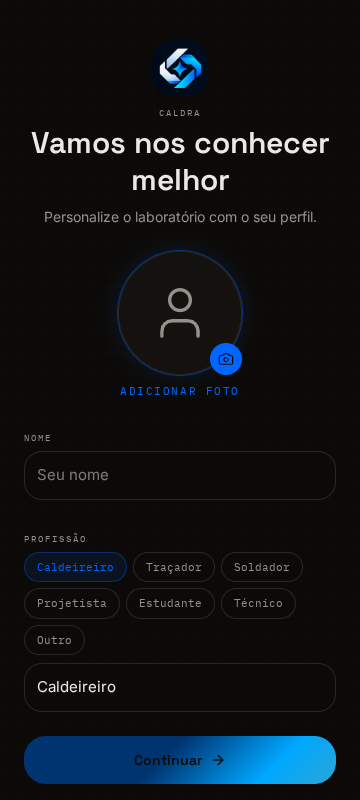 CALDRA
Vamos nos conhecer
melhor
Personalize o laboratório com o seu perfil.
ADICIONAR FOTO
NOME
Seu nome
PROFISSÃO
Caldeireiro
Traçador
Soldador
Projetista
Estudante
Técnico
Outro
Caldeireiro
Continuar →